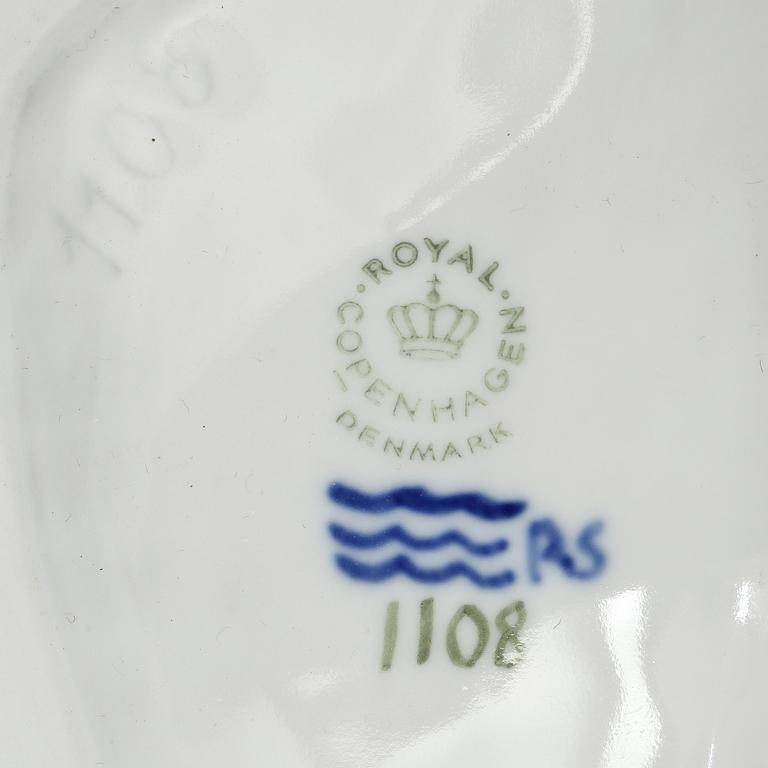 1108
ROYAL
COPENHAGEN
DENMARK
RS
1108